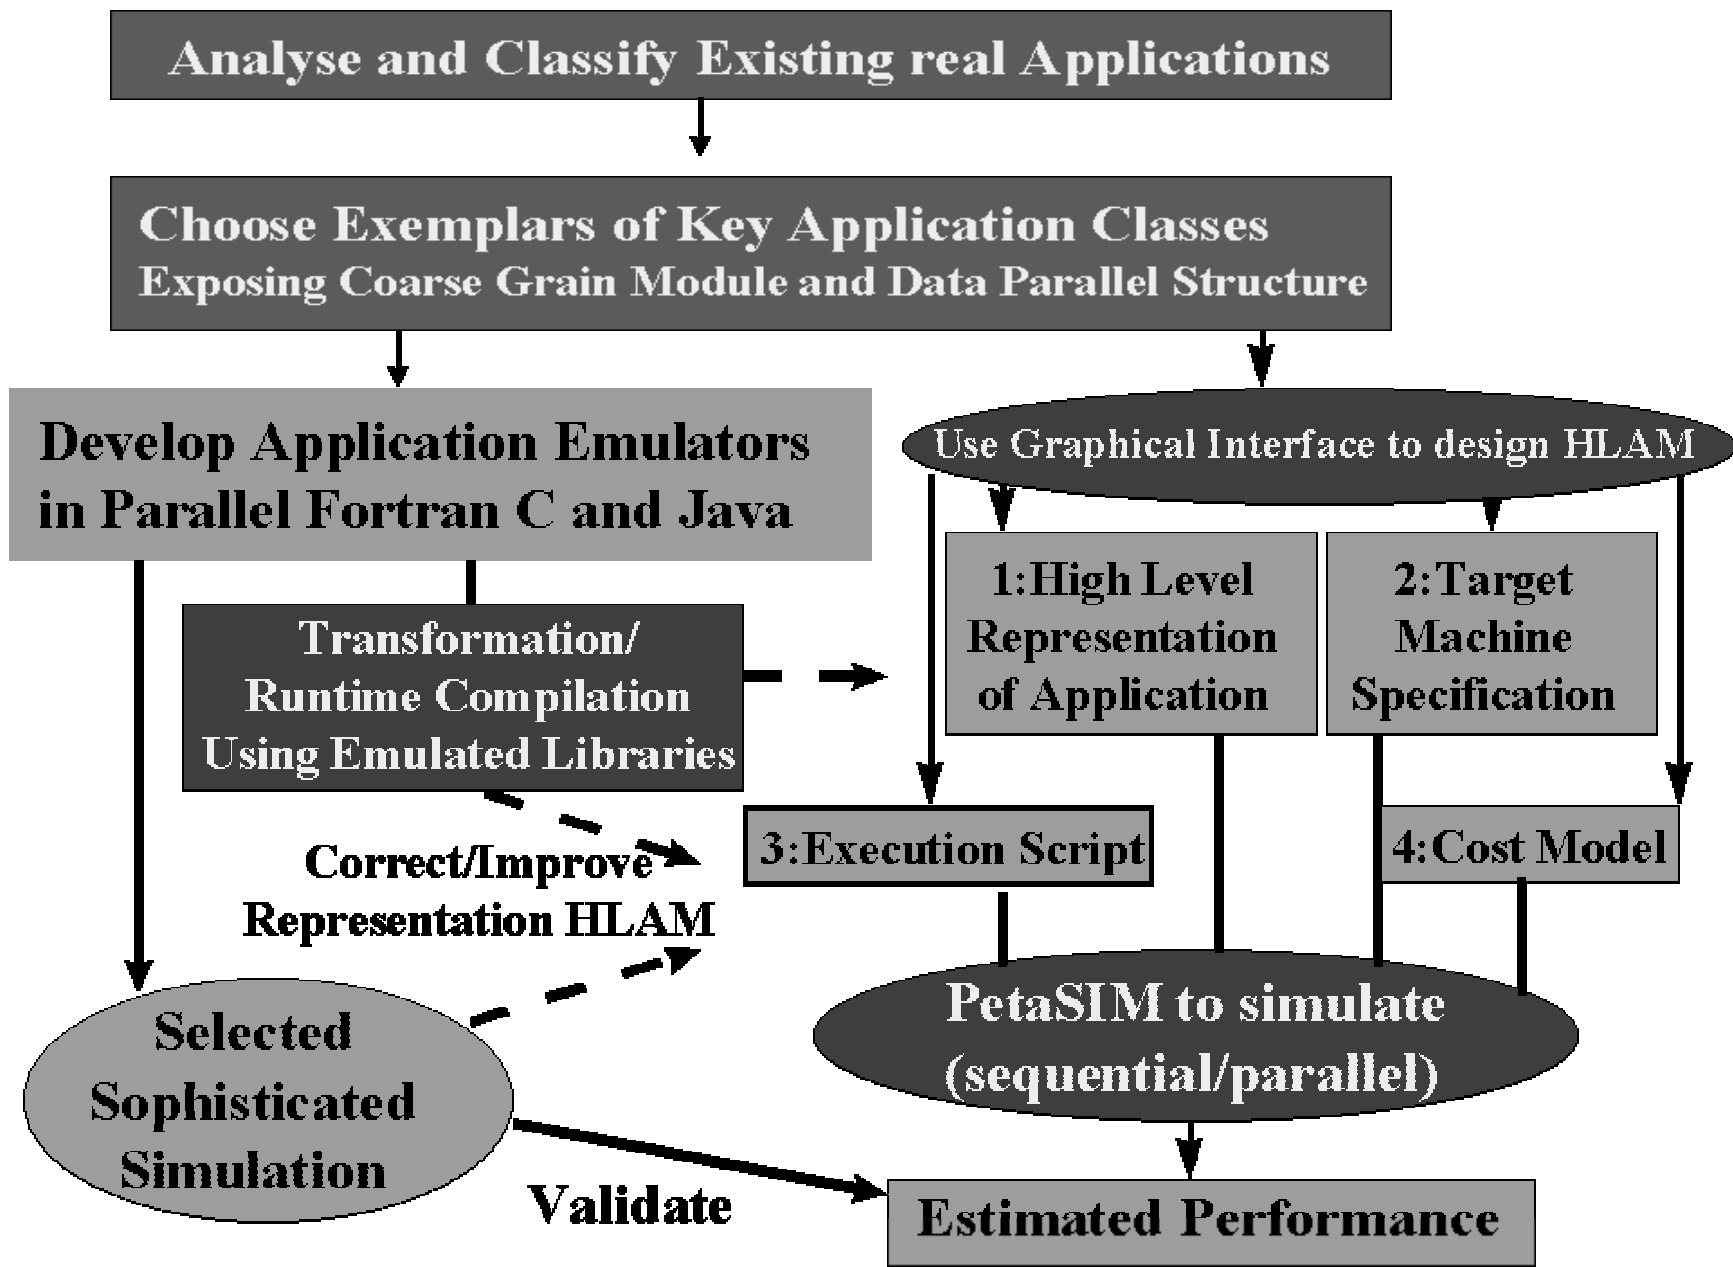 Analyse and Classify Existing real Applications
Choose Exemplars of Key Application Classes
Exposing Coarse Grain Module and Data Parallel Structure
Develop Application Emulators
in Parallel Fortran C and Java
Use Graphical Interface to design HLAM
Transformation/
Runtime Compilation
Using Emulated Libraries
1:High Level
Representation
of Application
2:Target
Machine
Specification
3:Execution Script
4:Cost Model
Correct/Improve
Representation HLAM
Selected
Sophisticated
Simulation
PetaSIM to simulate
(sequential/parallel)
Validate
Estimated Performance